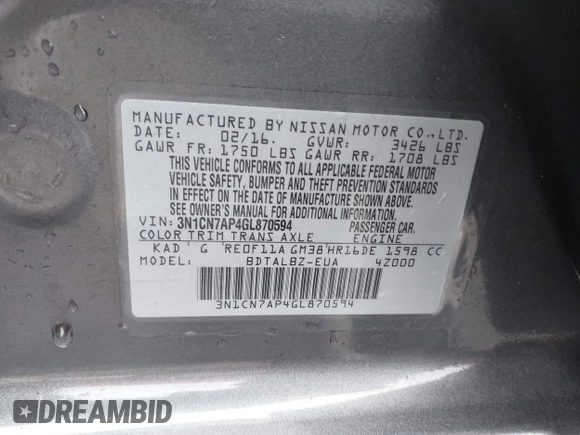 MANUFACTURED BY NISSAN MOTOR CO., LTD.
DATE: 02/16. GVWR: 3426 LBS
GAWR FR: 1750 LBS GAWR RR: 1708 LBS
THIS VEHICLE CONFORMS TO ALL APPLICABLE FEDERAL MOTOR
VEHICLE SAFETY, BUMPER AND THEFT PREVENTION STANDARDS
IN EFFECT ON THE DATE OF MANUFACTURE SHOWN ABOVE.
SEE OWNER'S MANUAL FOR ADDITIONAL INFORMATION.
VIN: 3N1CN7AP4GL870594 PASSENGER CAR.
COLOR TRIM TRANS AXLE ENGINE
KAD G RE0F11A GM38 HR16DE 1598 CC
MODEL: BDTALBZ-EUA 42000
3N1CN7AP4GL870594
DREAMBID